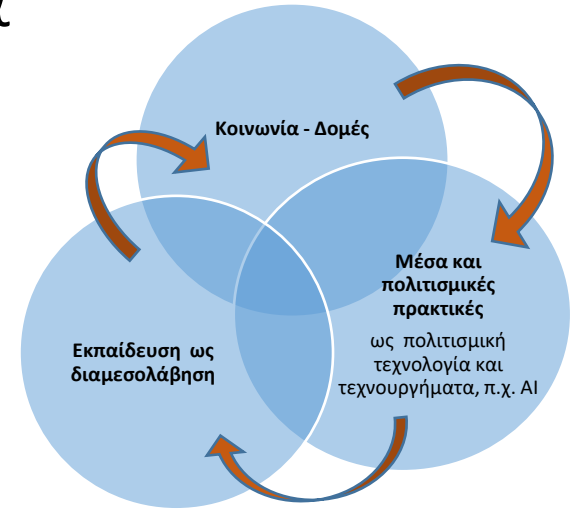 Κοινωνία - Δομές
Μέσα και
πολιτισμικές
πρακτικές
ως πολιτισμική
τεχνολογία και
τεχνουργήματα, π.χ. AI
Εκπαίδευση ως
διαμεσολάβηση